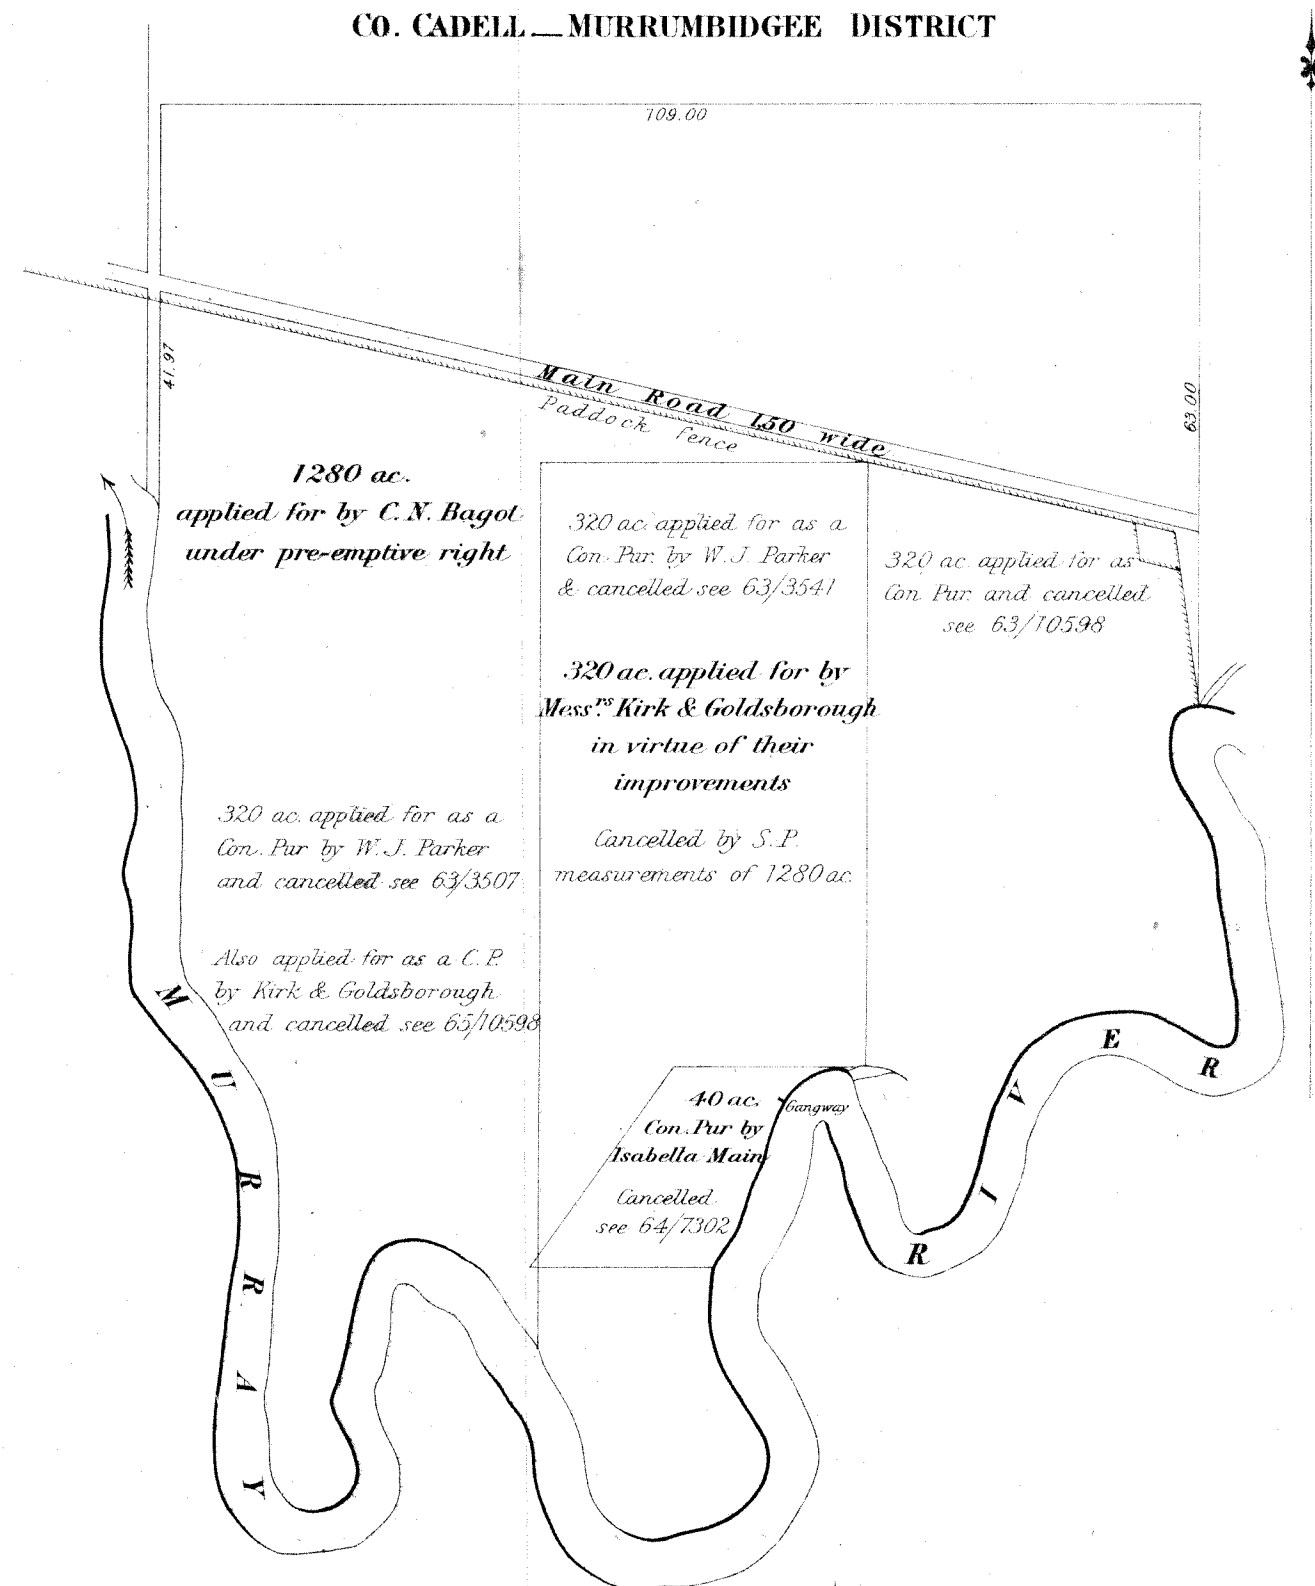 CO. CADELL — MURRUMBIDGEE DISTRICT
109.00
41.97
63.00
Main Road 150 wide
Paddock fence
1280 ac.
applied for by C. N. Bagot
under pre-emptive right
320 ac. applied for as a
Con. Pur. by W. J. Parker
& cancelled see 63/3541
320 ac. applied for as
Con. Pur. and cancelled
see 63/10598
320 ac. applied for by
Mess.rs Kirk & Goldsborough
in virtue of their
improvements
Cancelled by S. P.
measurements of 1280 ac.
320 ac. applied for as a
Con. Pur by W. J. Parker
and cancelled see 63/3507
Also applied for as a C. P.
by Kirk & Goldsborough
and cancelled see 65/10598
40 ac.
Con. Pur by
Isabella Main
Cancelled
see 64/7302
Gangway
MURRAY
RIVER